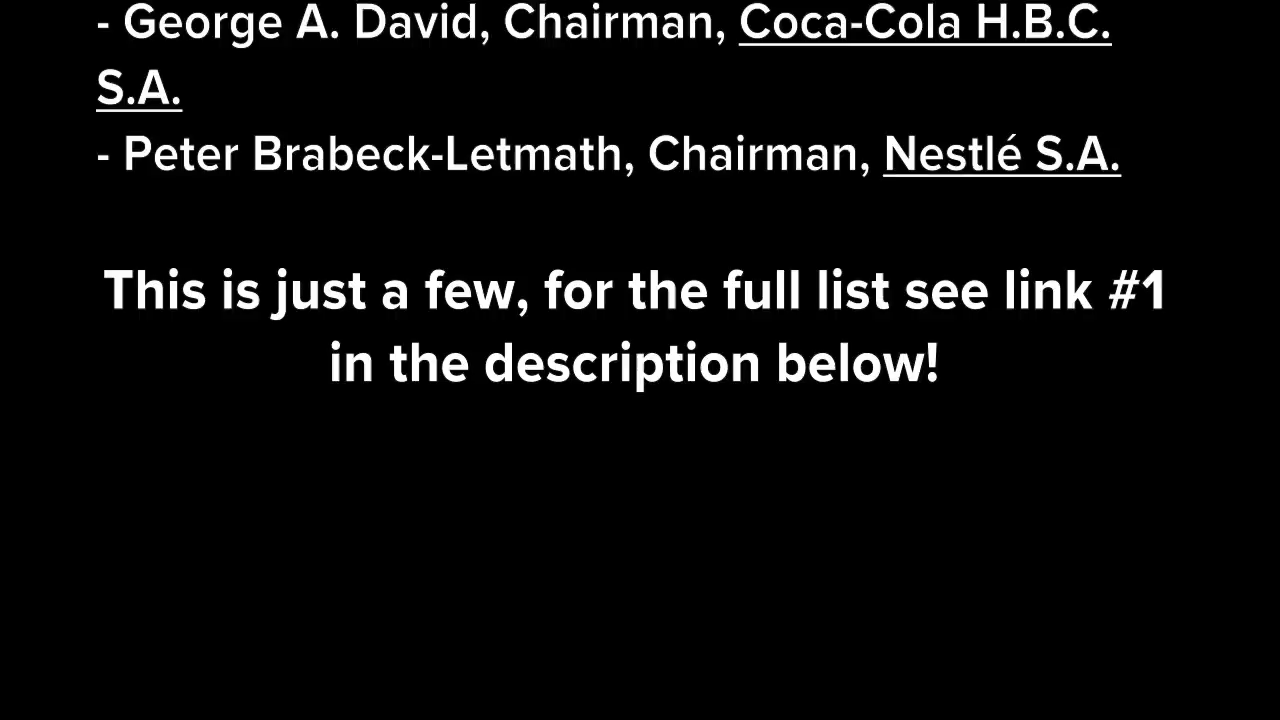 - George A. David, Chairman, Coca-Cola H.B.C.
S.A.
- Peter Brabeck-Letmath, Chairman, Nestlé S.A.
This is just a few, for the full list see link #1
in the description below!